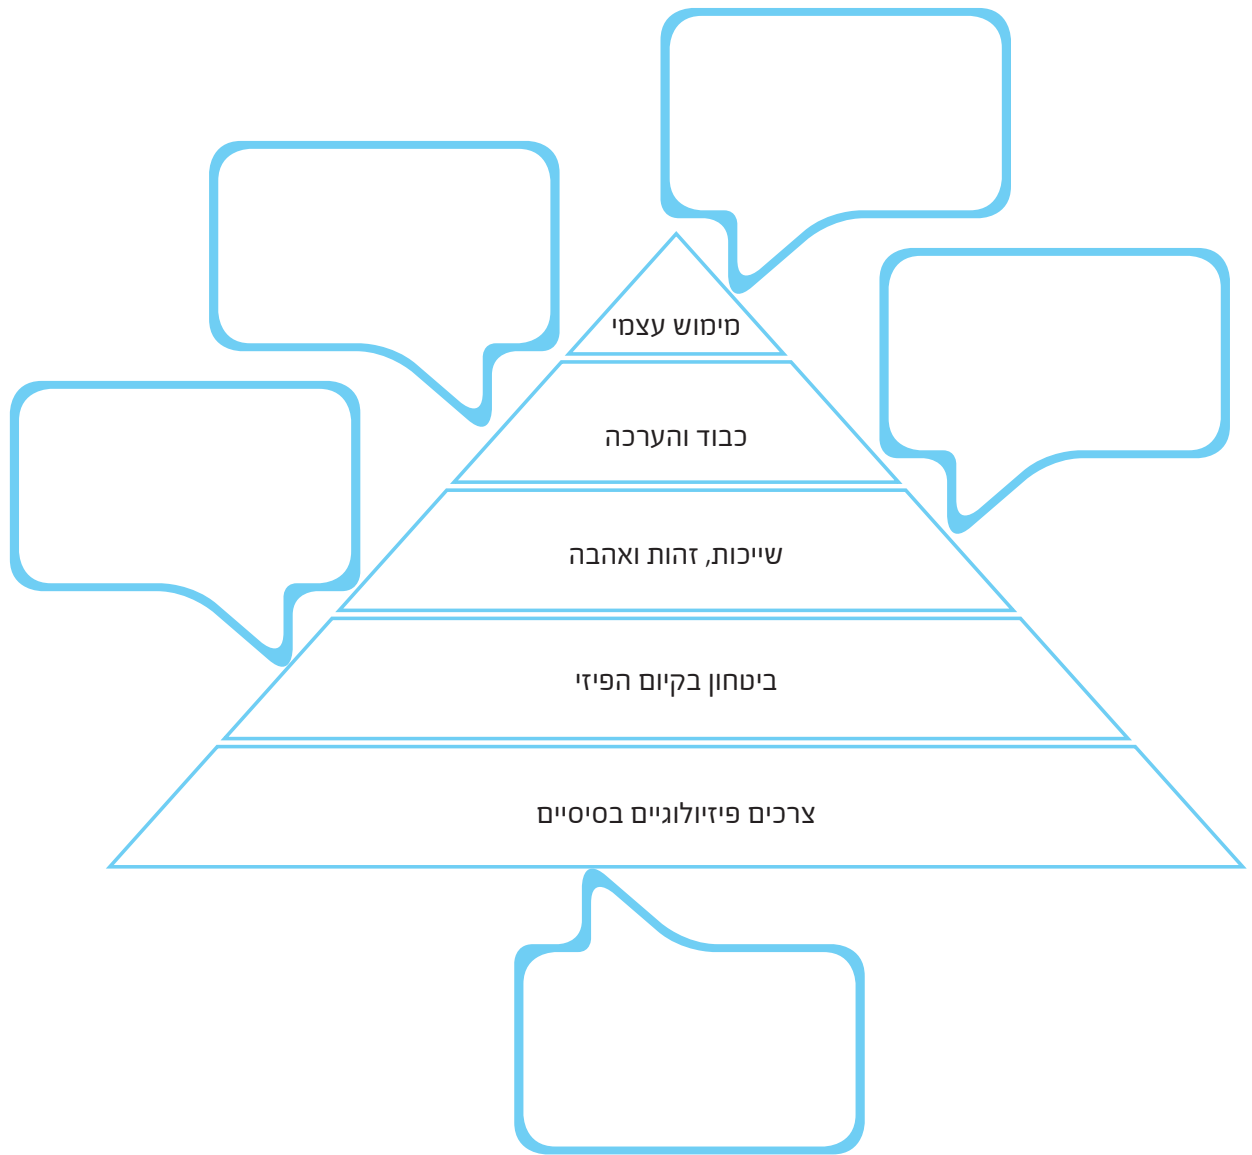 מימוש עצמי
כבוד והערכה
שייכות, זהות ואהבה
ביטחון בקיום הפיזי
צרכים פיזיולוגיים בסיסיים